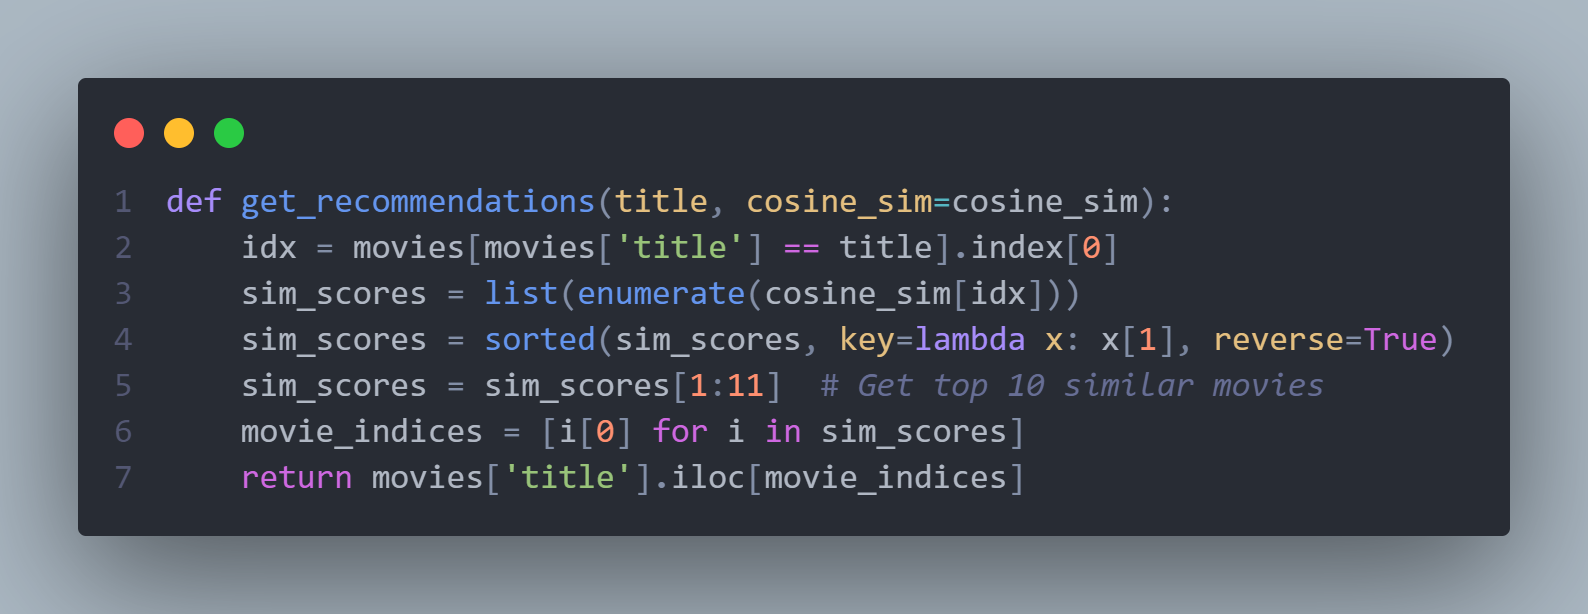 1 def get_recommendations(title, cosine_sim=cosine_sim):
2     idx = movies[movies['title'] == title].index[0]
3     sim_scores = list(enumerate(cosine_sim[idx]))
4     sim_scores = sorted(sim_scores, key=lambda x: x[1], reverse=True)
5     sim_scores = sim_scores[1:11]  # Get top 10 similar movies
6     movie_indices = [i[0] for i in sim_scores]
7     return movies['title'].iloc[movie_indices]